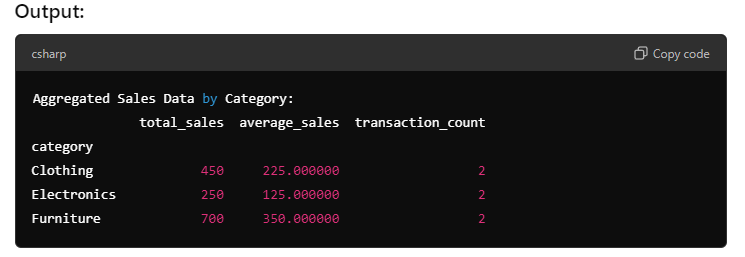 Output:
csharp Copy code
Aggregated Sales Data by Category:
total_sales average_sales transaction_count
category
Clothing 450 225.000000 2
Electronics 250 125.000000 2
Furniture 700 350.000000 2